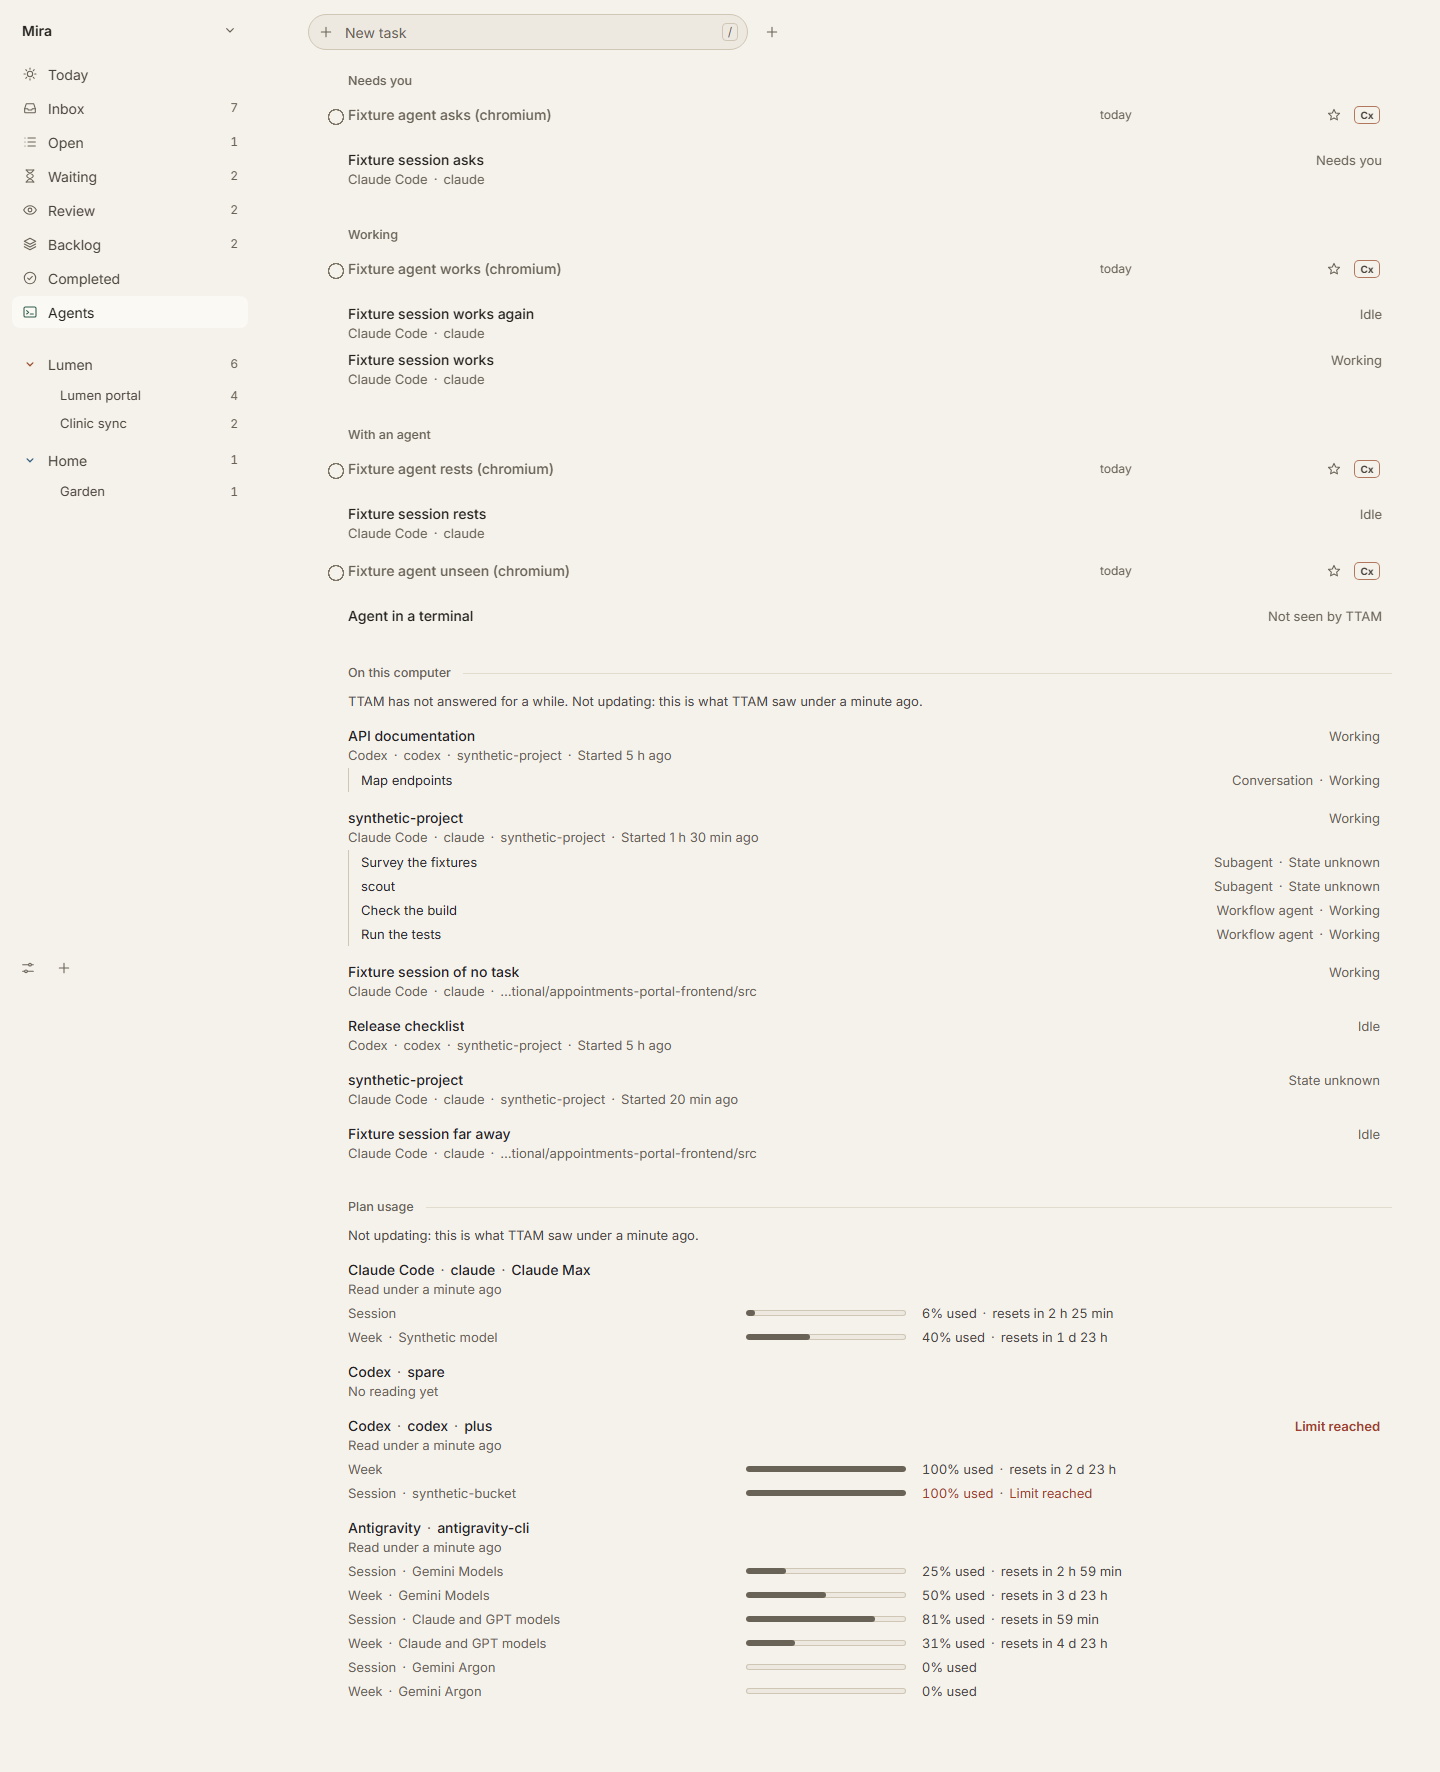 Mira
Today
Inbox 7
Open 1
Waiting 2
Review 2
Backlog 2
Completed
Agents
Lumen 6
Lumen portal 4
Clinic sync 2
Home 1
Garden 1
New task /
Needs you
Fixture agent asks (chromium) today Cx
Fixture session asks Needs you
Claude Code · claude
Working
Fixture agent works (chromium) today Cx
Fixture session works again Idle
Claude Code · claude
Fixture session works Working
Claude Code · claude
With an agent
Fixture agent rests (chromium) today Cx
Fixture session rests Idle
Claude Code · claude
Fixture agent unseen (chromium) today Cx
Agent in a terminal Not seen by TTAM
On this computer
TTAM has not answered for a while. Not updating: this is what TTAM saw under a minute ago.
API documentation Working
Codex · codex · synthetic-project · Started 5 h ago
Map endpoints Conversation · Working
synthetic-project Working
Claude Code · claude · synthetic-project · Started 1 h 30 min ago
Survey the fixtures Subagent · State unknown
scout Subagent · State unknown
Check the build Workflow agent · Working
Run the tests Workflow agent · Working
Fixture session of no task Working
Claude Code · claude · ...tional/appointments-portal-frontend/src
Release checklist Idle
Codex · codex · synthetic-project · Started 5 h ago
synthetic-project State unknown
Claude Code · claude · synthetic-project · Started 20 min ago
Fixture session far away Idle
Claude Code · claude · ...tional/appointments-portal-frontend/src
Plan usage
Not updating: this is what TTAM saw under a minute ago.
Claude Code · claude · Claude Max
Read under a minute ago
Session 6% used · resets in 2 h 25 min
Week · Synthetic model 40% used · resets in 1 d 23 h
Codex · spare
No reading yet
Codex · codex · plus Limit reached
Read under a minute ago
Week 100% used · resets in 2 d 23 h
Session · synthetic-bucket 100% used · Limit reached
Antigravity · antigravity-cli
Read under a minute ago
Session · Gemini Models 25% used · resets in 2 h 59 min
Week · Gemini Models 50% used · resets in 3 d 23 h
Session · Claude and GPT models 81% used · resets in 59 min
Week · Claude and GPT models 31% used · resets in 4 d 23 h
Session · Gemini Argon 0% used
Week · Gemini Argon 0% used